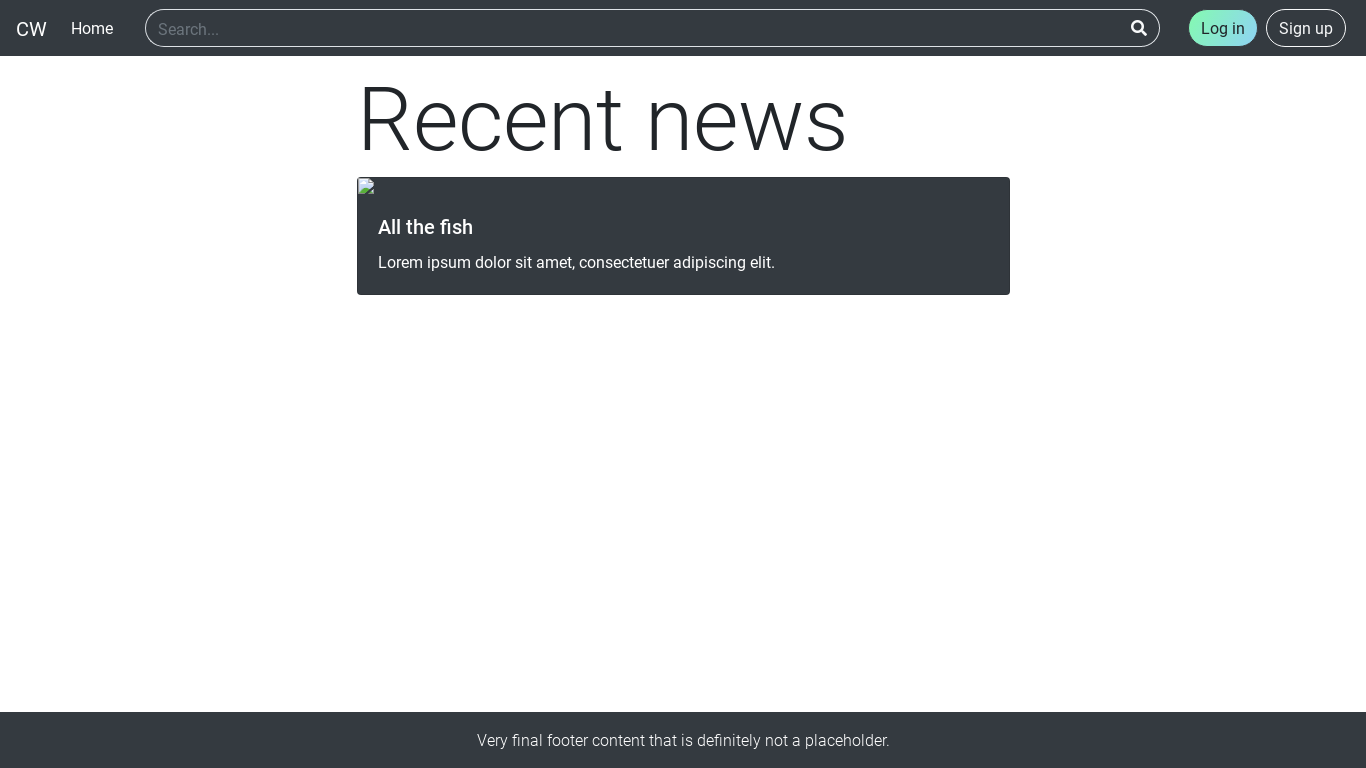 CW Home Search... Log in Sign up
Recent news
All the fish
Lorem ipsum dolor sit amet, consectetuer adipiscing elit.
Very final footer content that is definitely not a placeholder.